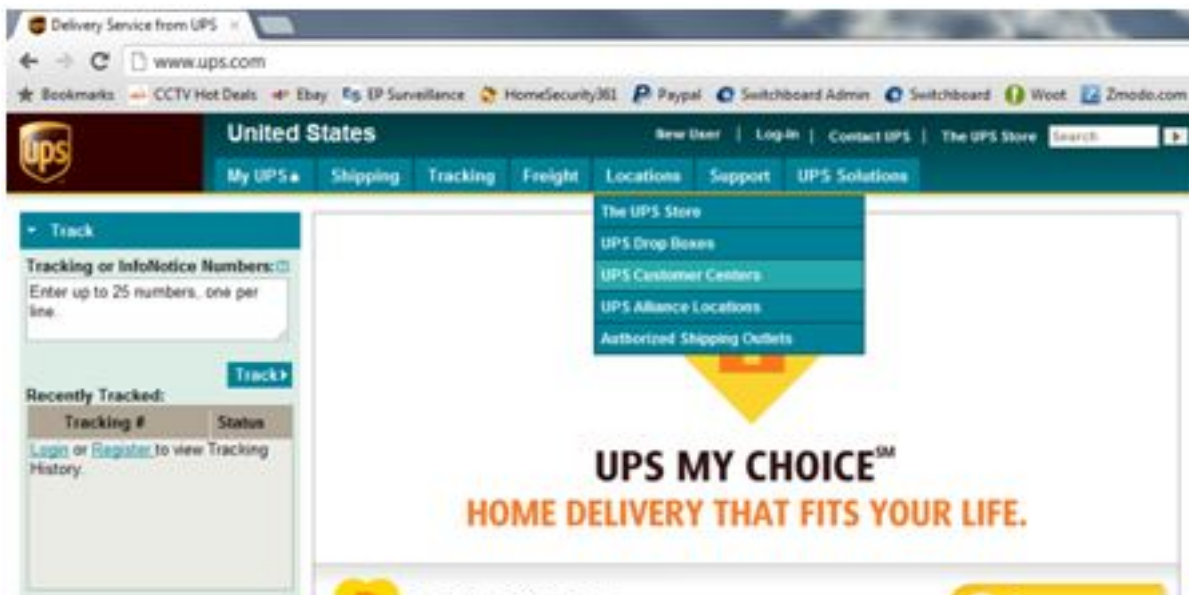 Delivery Service from UPS
www.ups.com
Bookmarks CCTV Hot Deals Ebay EP Surveillance HomeSecurity361 Paypal Switchboard Admin Switchboard Woot Zmodo.com
ups
United States
New User | Log-In | Contact UPS | The UPS Store Search
My UPS Shipping Tracking Freight Locations Support UPS Solutions
The UPS Store
UPS Drop Boxes
UPS Customer Centers
UPS Alliance Locations
Authorized Shipping Outlets
Track
Tracking or InfoNotice Numbers:
Enter up to 25 numbers, one per
line.
Track
Recently Tracked:
Tracking # Status
Login or Register to view Tracking
History.
UPS MY CHOICE℠
HOME DELIVERY THAT FITS YOUR LIFE.